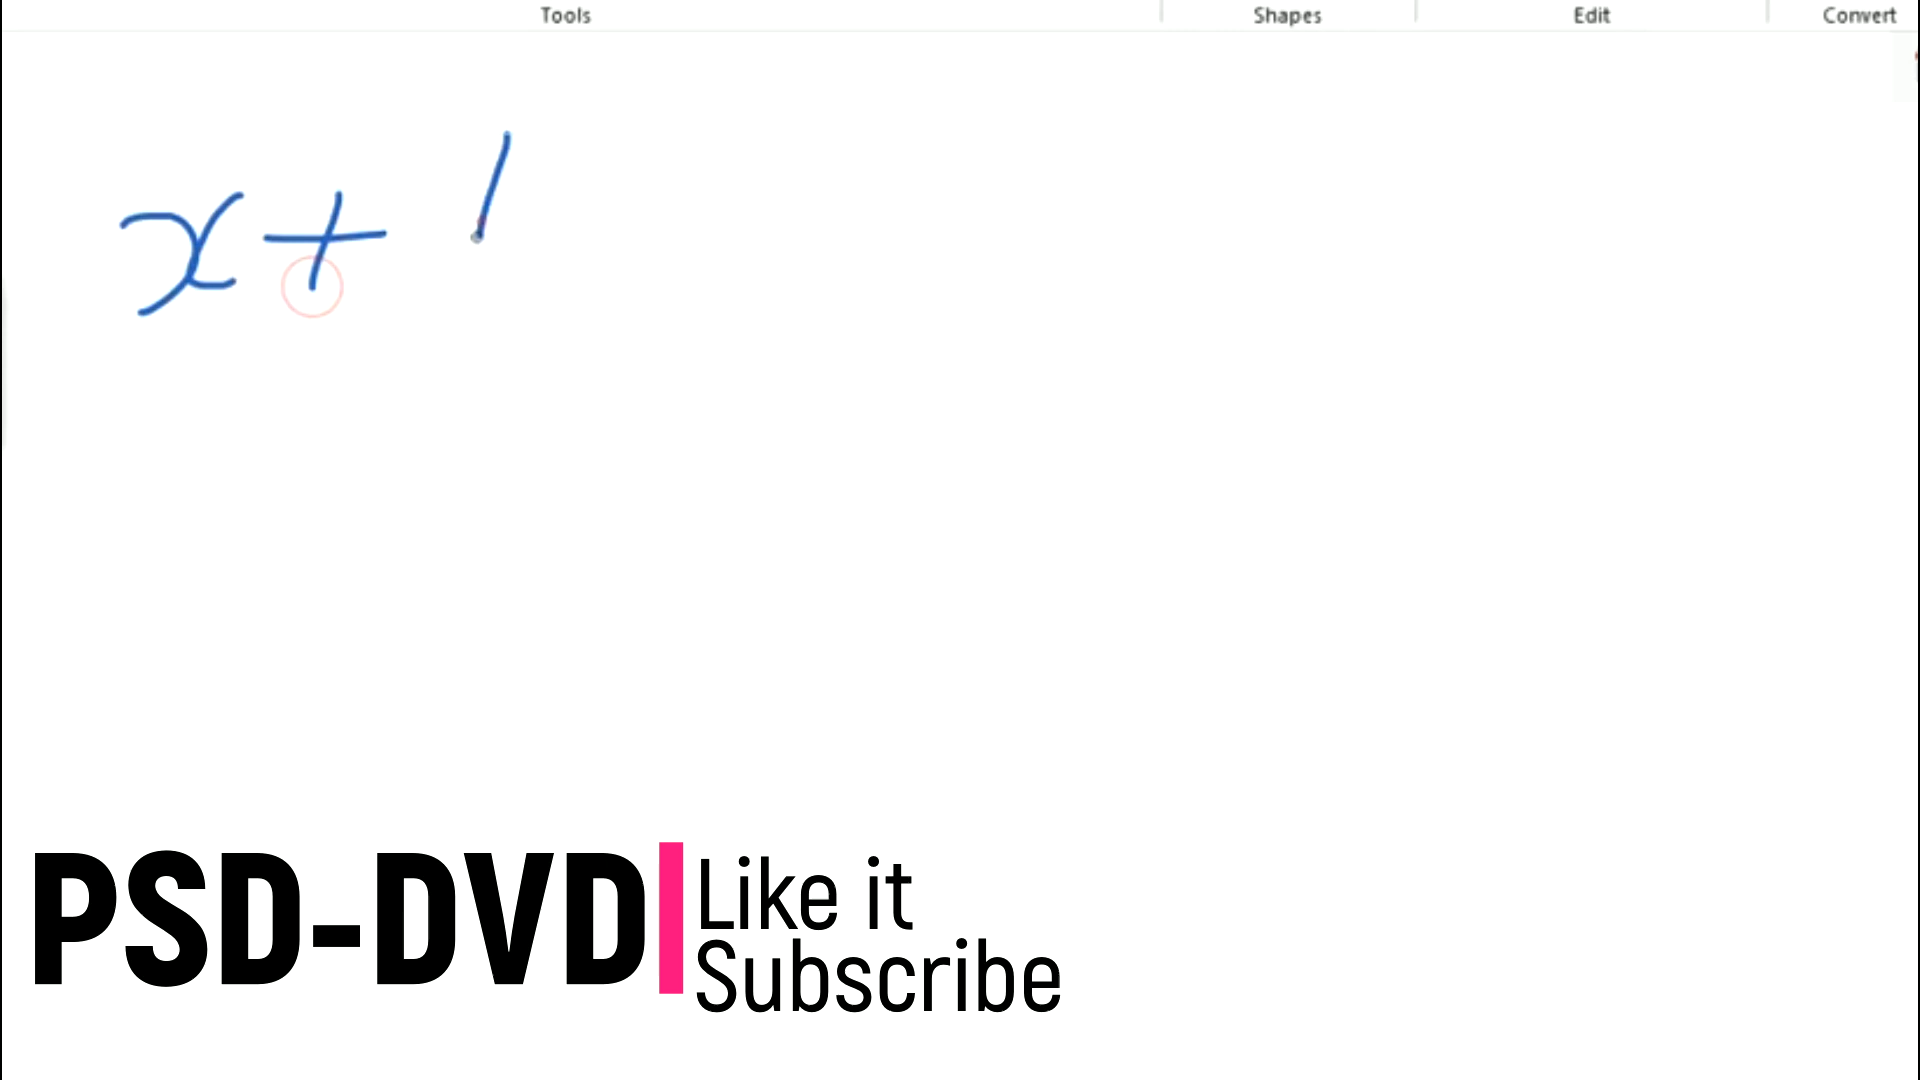 Tools Shapes Edit Convert
x + 1
PSD-DVD
Like it
Subscribe